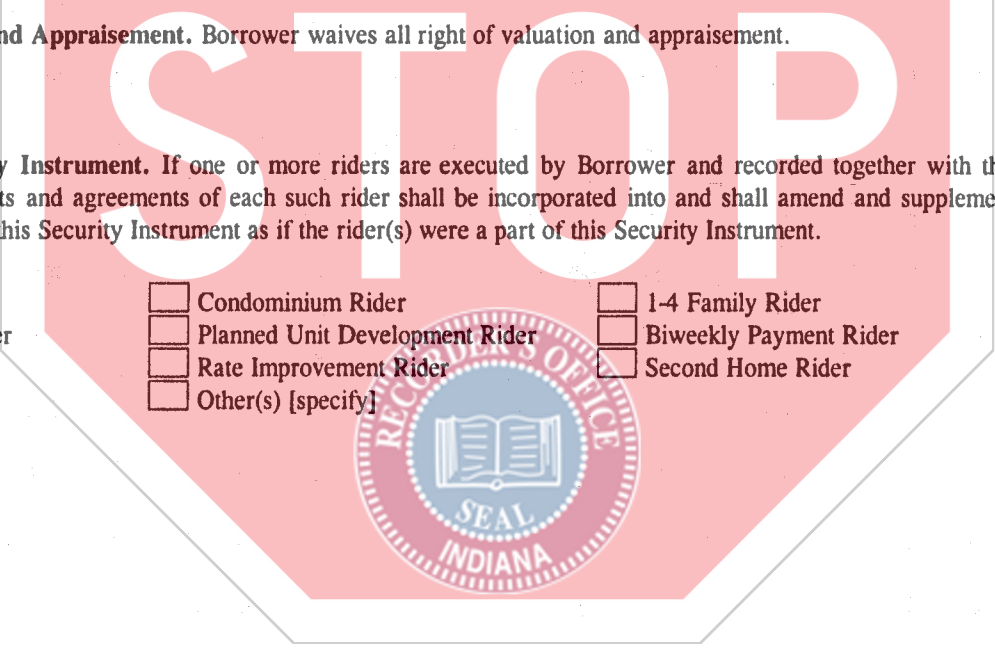 nd Appraisement. Borrower waives all right of valuation and appraisement.
STOP
y Instrument. If one or more riders are executed by Borrower and recorded together with th
ts and agreements of each such rider shall be incorporated into and shall amend and suppleme
his Security Instrument as if the rider(s) were a part of this Security Instrument.
Condominium Rider 1-4 Family Rider
er Planned Unit Development Rider Biweekly Payment Rider
Rate Improvement Rider Second Home Rider
Other(s) [specify]
RECORDER'S OFFICE
SEAL
INDIANA